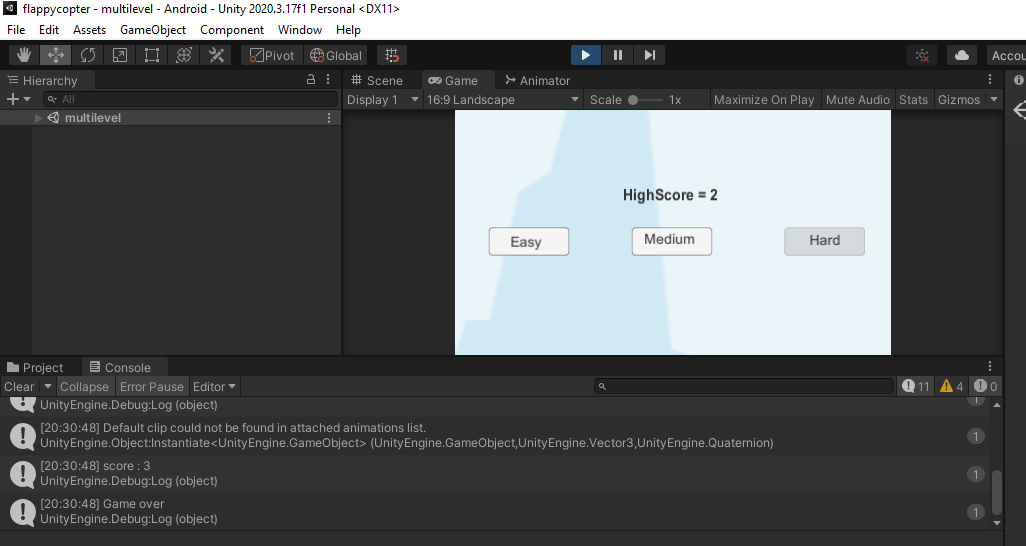 flappycopter - multilevel - Android - Unity 2020.3.17f1 Personal <DX11>
File Edit Assets GameObject Component Window Help
Pivot Global Accou
Hierarchy Scene Game Animator
All Display 1 16:9 Landscape Scale 1x Maximize On Play Mute Audio Stats Gizmos
multilevel
HighScore = 2
Easy Medium Hard
Project Console
Clear Collapse Error Pause Editor 11 4 0
UnityEngine.Debug:Log (object) 1
[20:30:48] Default clip could not be found in attached animations list.
UnityEngine.Object:Instantiate<UnityEngine.GameObject> (UnityEngine.GameObject,UnityEngine.Vector3,UnityEngine.Quaternion) 1
[20:30:48] score : 3
UnityEngine.Debug:Log (object) 1
[20:30:48] Game over
UnityEngine.Debug:Log (object) 1